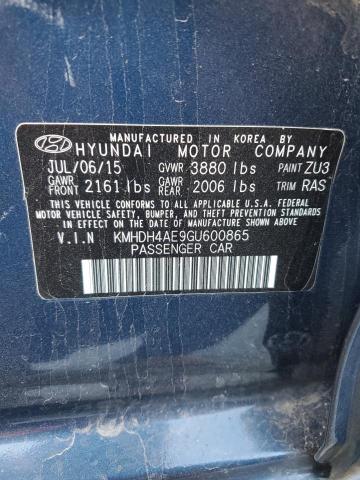 MANUFACTURED IN KOREA BY
HYUNDAI MOTOR COMPANY
JUL/06/15 GVWR 3880 lbs PAINT ZU3
GAWR FRONT 2161 lbs GAWR REAR 2006 lbs TRIM RAS
THIS VEHICLE CONFORMS TO ALL APPLICABLE U.S.A. FEDERAL
MOTOR VEHICLE SAFETY, BUMPER, AND THEFT PREVENTION STANDARDS
IN EFFECT ON THE DATE OF MANUFACTURE SHOWN ABOVE.
V.I.N KMHDH4AE9GU600865
PASSENGER CAR